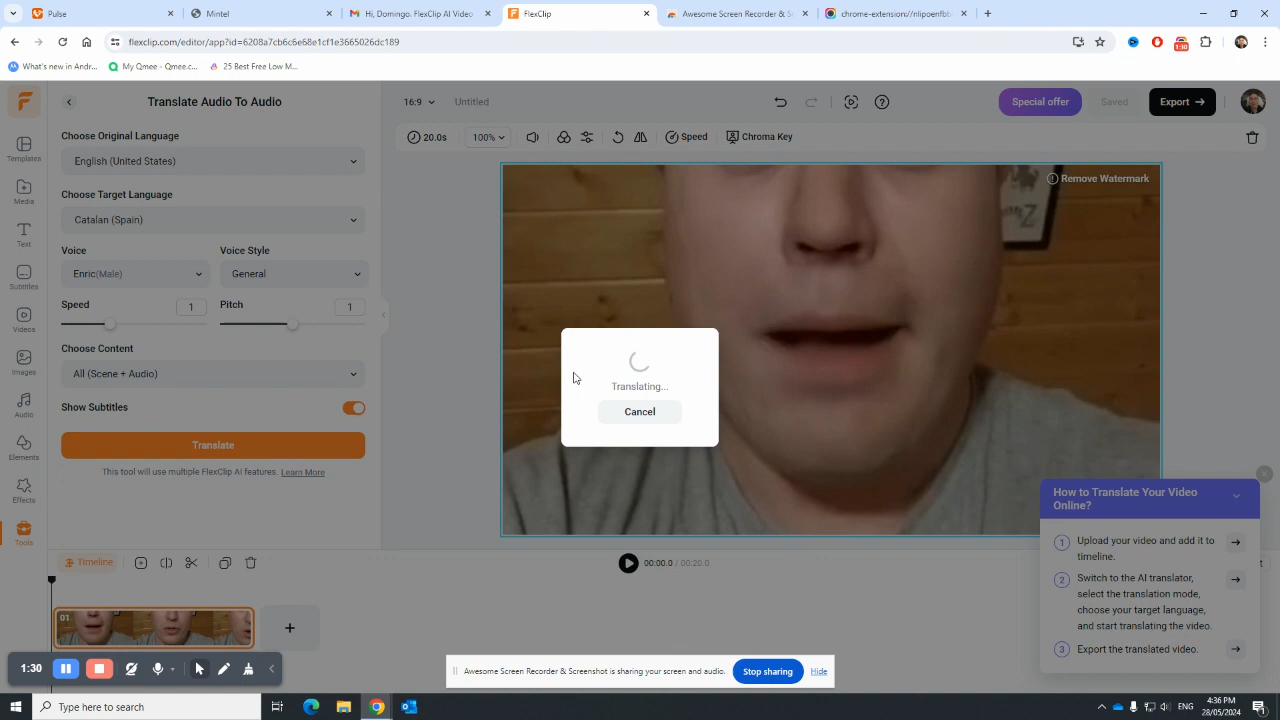 Pulse
Mintel
Hi, Domingo. FlexClip AI Video
FlexClip
Awesome Screen Recorder & S
chrome-extension://nlipoenfbb
flexclip.com/editor/app?id=6208a7cb6c6e68e1cf1e3665026dc189
1:30
What's new in Andr...
My Qmee - Qmee.c...
25 Best Free Low M...
Translate Audio To Audio
16:9
Untitled
Special offer
Saved
Export
Templates
Media
Text
Subtitles
Videos
Images
Audio
Elements
Effects
Tools
Choose Original Language
English (United States)
Choose Target Language
Catalan (Spain)
Voice
Voice Style
Enric(Male)
General
Speed
1
Pitch
1
Choose Content
All (Scene + Audio)
Show Subtitles
Translate
This tool will use multiple FlexClip AI features. Learn More
20.0s
100%
Speed
Chroma Key
Remove Watermark
Translating...
Cancel
How to Translate Your Video
Online?
1
Upload your video and add it to
timeline.
2
Switch to the AI translator,
select the translation mode,
choose your target language,
and start translating the video.
3
Export the translated video.
Timeline
00:00.0 / 00:20.0
01
1:30
Awesome Screen Recorder & Screenshot is sharing your screen and audio.
Stop sharing
Hide
Type here to search
ENG
4:36 PM
28/05/2024